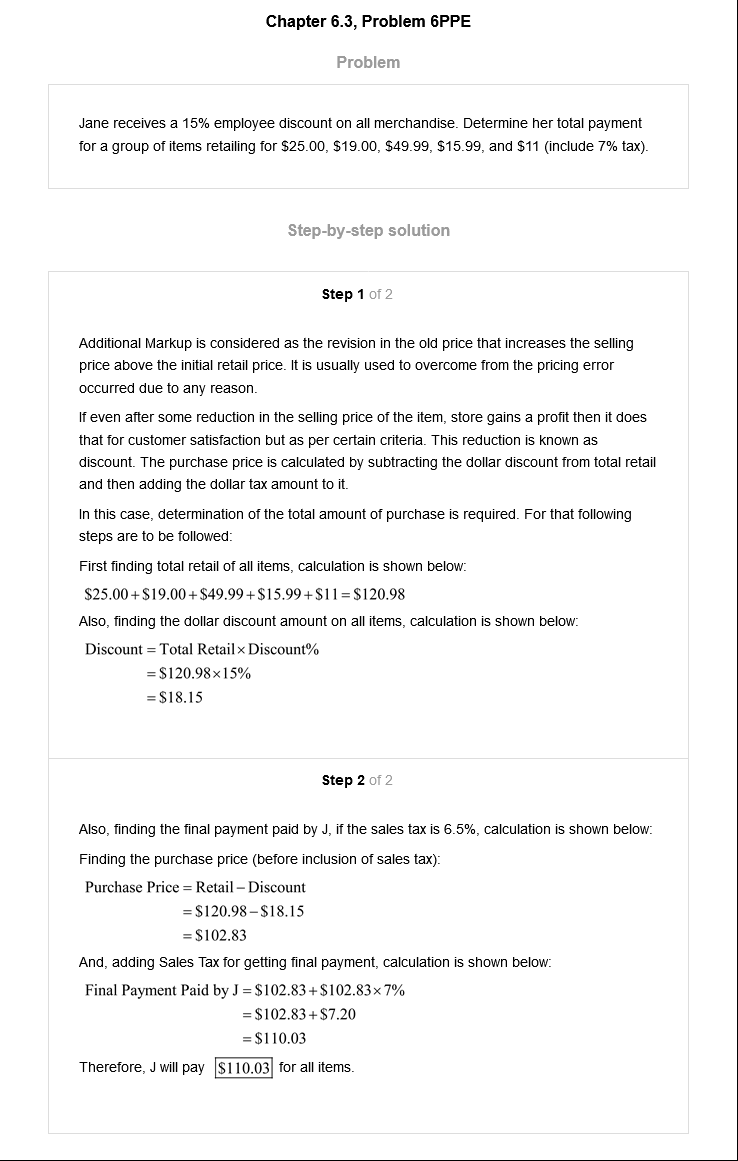 Chapter 6.3, Problem 6PPE
Problem
Jane receives a 15% employee discount on all merchandise. Determine her total payment
for a group of items retailing for $25.00, $19.00, $49.99, $15.99, and $11 (include 7% tax).
Step-by-step solution
Step 1 of 2
Additional Markup is considered as the revision in the old price that increases the selling
price above the initial retail price. It is usually used to overcome from the pricing error
occurred due to any reason.
If even after some reduction in the selling price of the item, store gains a profit then it does
that for customer satisfaction but as per certain criteria. This reduction is known as
discount. The purchase price is calculated by subtracting the dollar discount from total retail
and then adding the dollar tax amount to it.
In this case, determination of the total amount of purchase is required. For that following
steps are to be followed:
First finding total retail of all items, calculation is shown below:
$25.00 + $19.00 + $49.99 + $15.99 + $11 = $120.98
Also, finding the dollar discount amount on all items, calculation is shown below:
Discount = Total Retail × Discount%
= $120.98 × 15%
= $18.15
Step 2 of 2
Also, finding the final payment paid by J, if the sales tax is 6.5%, calculation is shown below:
Finding the purchase price (before inclusion of sales tax):
Purchase Price = Retail – Discount
= $120.98 – $18.15
= $102.83
And, adding Sales Tax for getting final payment, calculation is shown below:
Final Payment Paid by J = $102.83 + $102.83 × 7%
= $102.83 + $7.20
= $110.03
Therefore, J will pay $110.03 for all items.